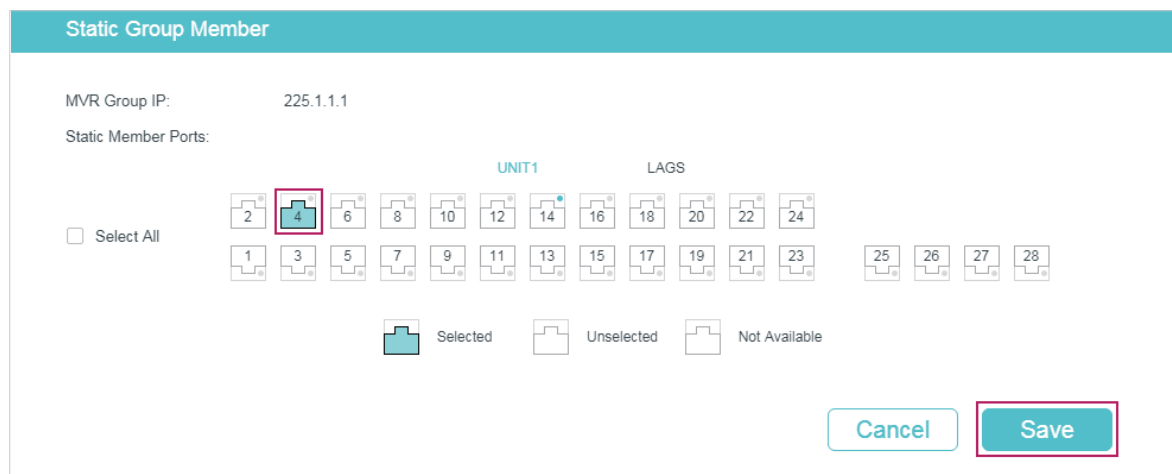 Static Group Member
MVR Group IP: 225.1.1.1
Static Member Ports:
UNIT1 LAGS
2 4 6 8 10 12 14 16 18 20 22 24
Select All
1 3 5 7 9 11 13 15 17 19 21 23 25 26 27 28
Selected Unselected Not Available
Cancel Save